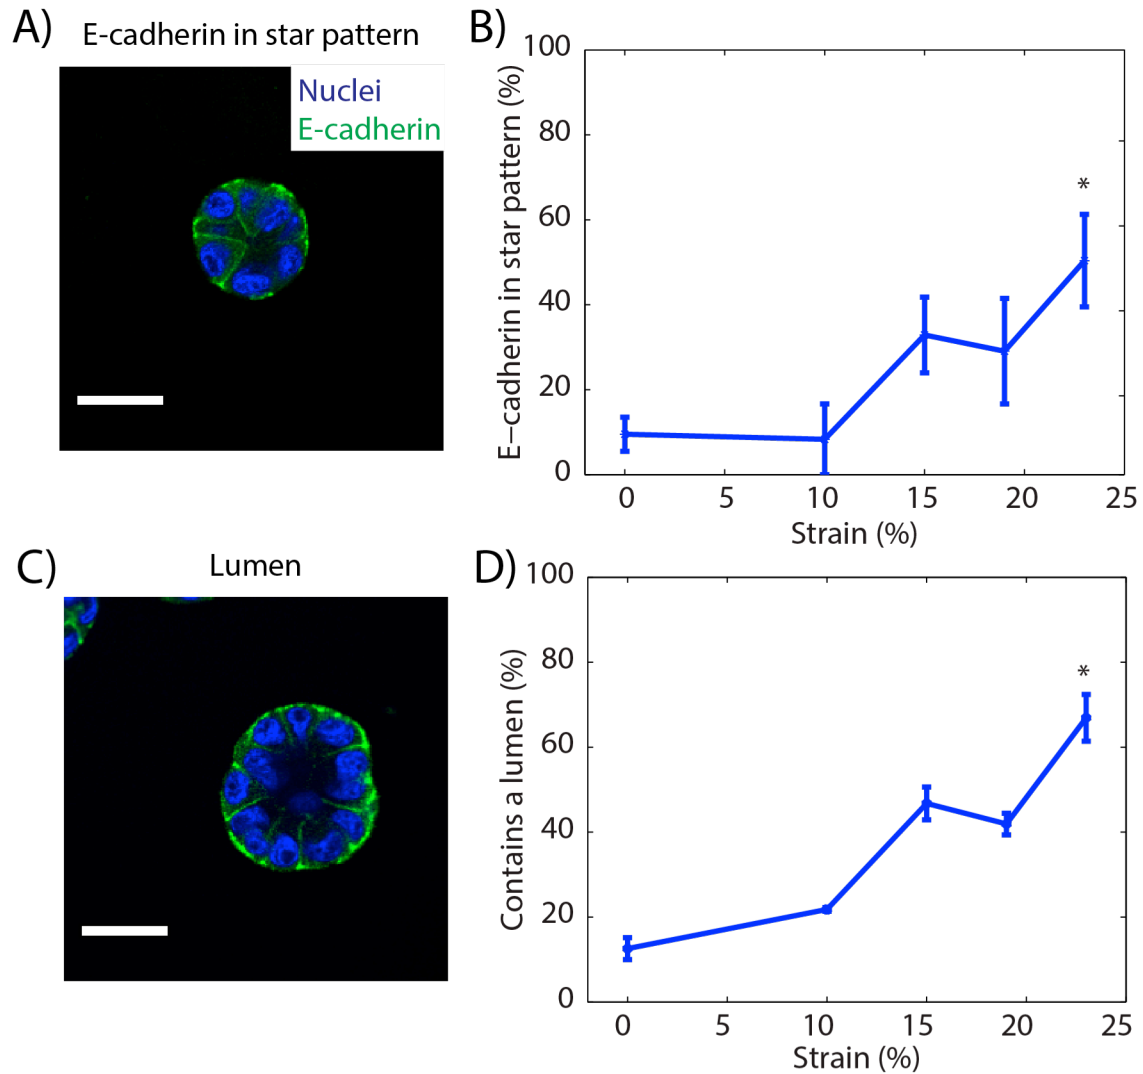 A)
E-cadherin in star pattern
Nuclei
E-cadherin
B)
E−cadherin in star pattern (%)
100
80
60
40
20
0
*
0 5 10 15 20 25
Strain (%)
C)
Lumen
D)
Contains a lumen (%)
100
80
60
40
20
0
*
0 5 10 15 20 25
Strain (%)